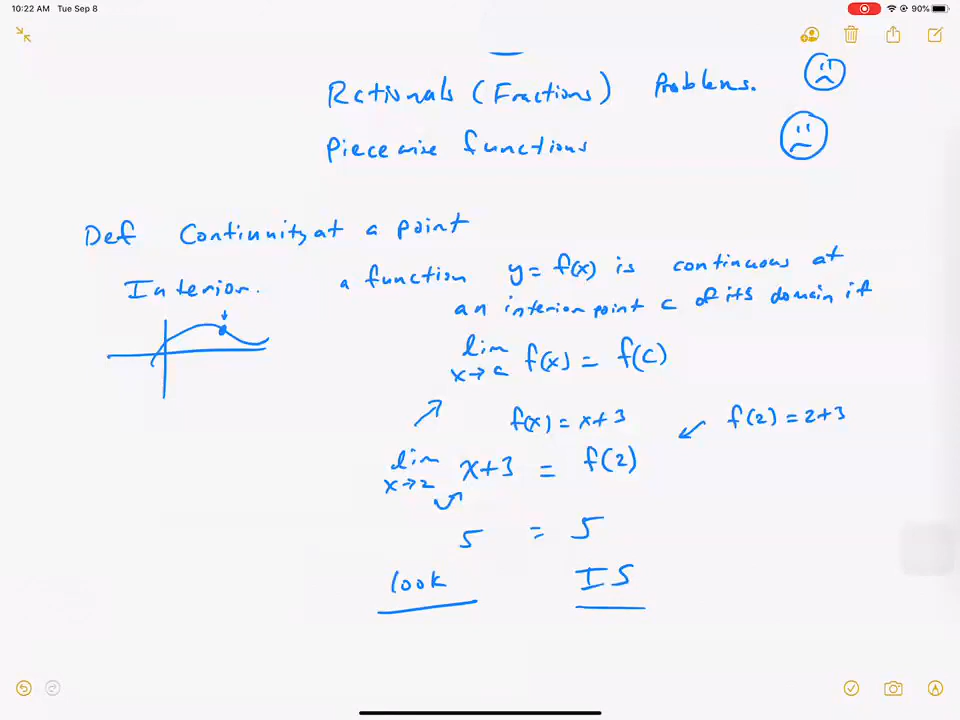 10:22 AM Tue Sep 8
90%
Rationals (Fractions) Problems.
Piecewise functions
Def Continuity at a point
Interior. a function y = f(x) is continuous at
an interior point c of its domain if
lim f(x) = f(c)
x→c
f(x) = x+3
f(2) = 2+3
lim x+3 = f(2)
x→2
5 = 5
look IS